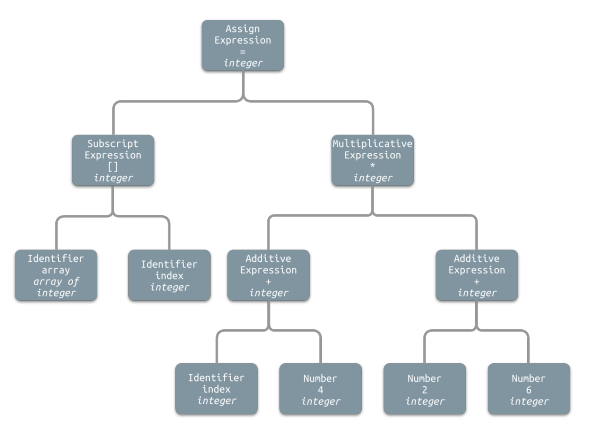 Assign
Expression
=
integer
Subscript
Expression
[]
integer
Multiplicative
Expression
*
integer
Identifier
array
array of
integer
Identifier
index
integer
Additive
Expression
+
integer
Additive
Expression
+
integer
Identifier
index
integer
Number
4
integer
Number
2
integer
Number
6
integer